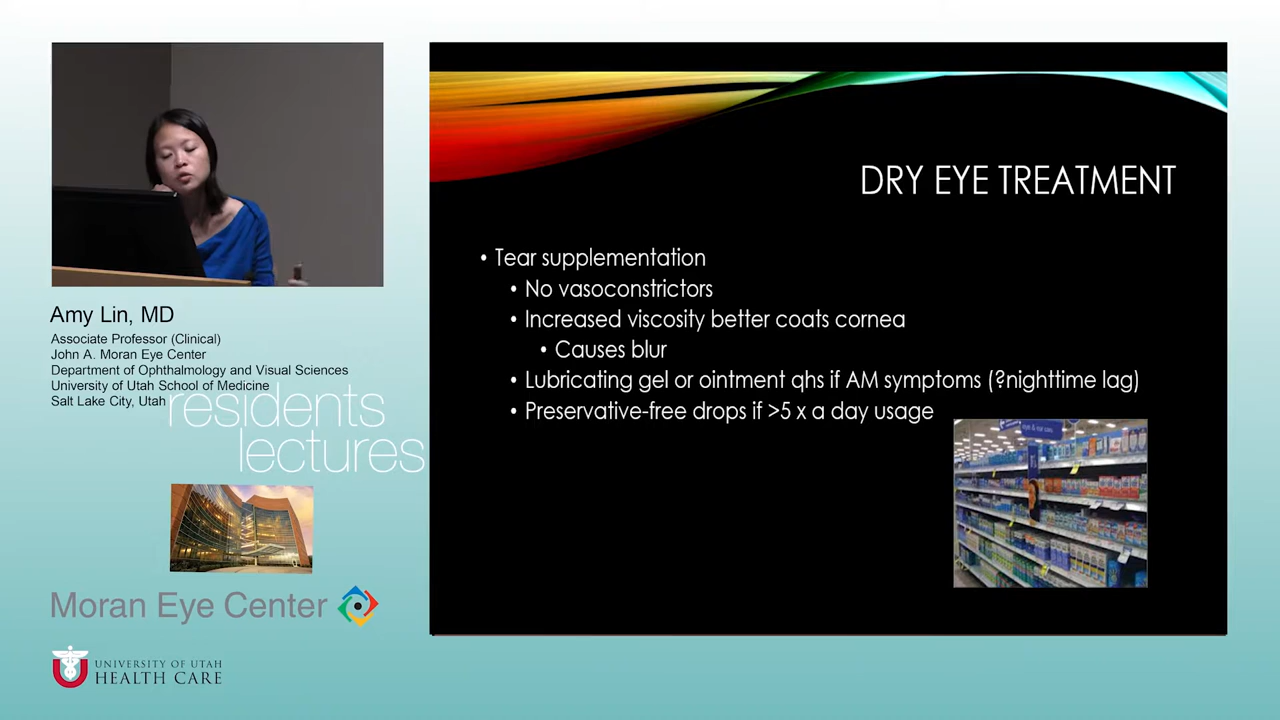 Amy Lin, MD
Associate Professor (Clinical)
John A. Moran Eye Center
Department of Ophthalmology and Visual Sciences
University of Utah School of Medicine
Salt Lake City, Utah
residents
lectures
Moran Eye Center
UNIVERSITY OF UTAH
HEALTH CARE
DRY EYE TREATMENT
• Tear supplementation
• No vasoconstrictors
• Increased viscosity better coats cornea
• Causes blur
• Lubricating gel or ointment qhs if AM symptoms (?nighttime lag)
• Preservative-free drops if >5 x a day usage